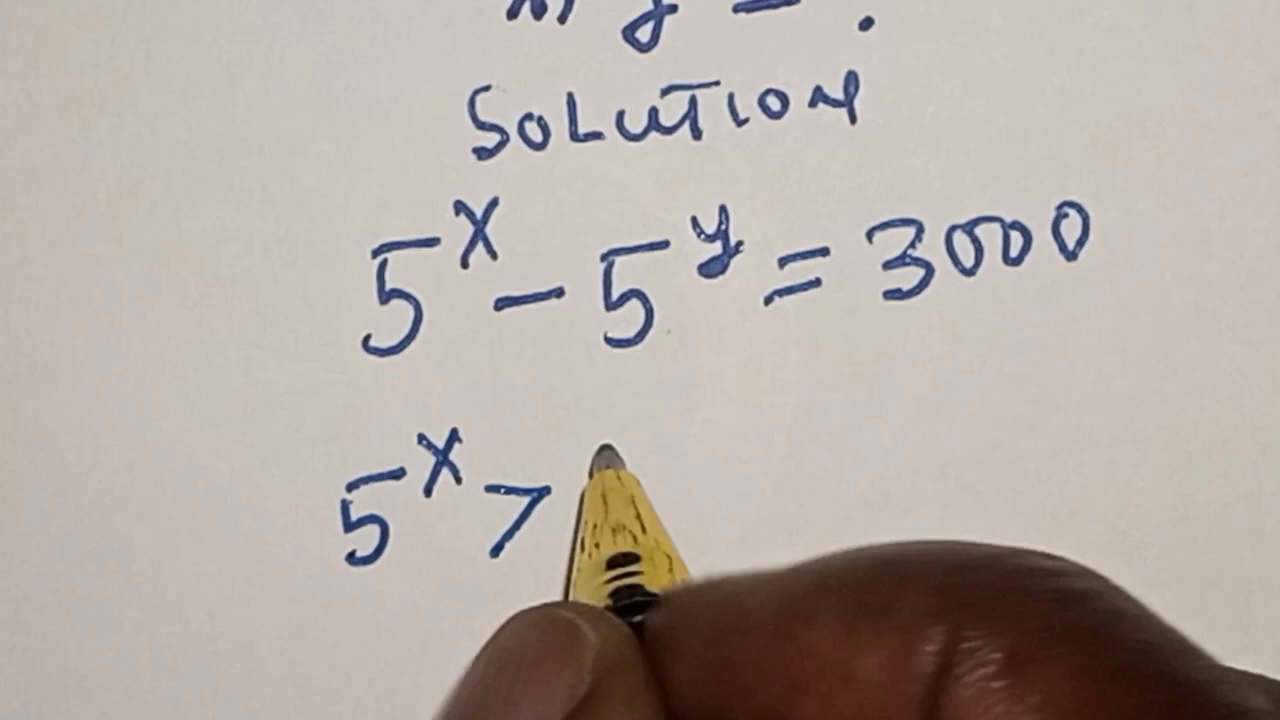 x, y = ?
SOLUTION
5^x - 5^y = 3000
5^x >